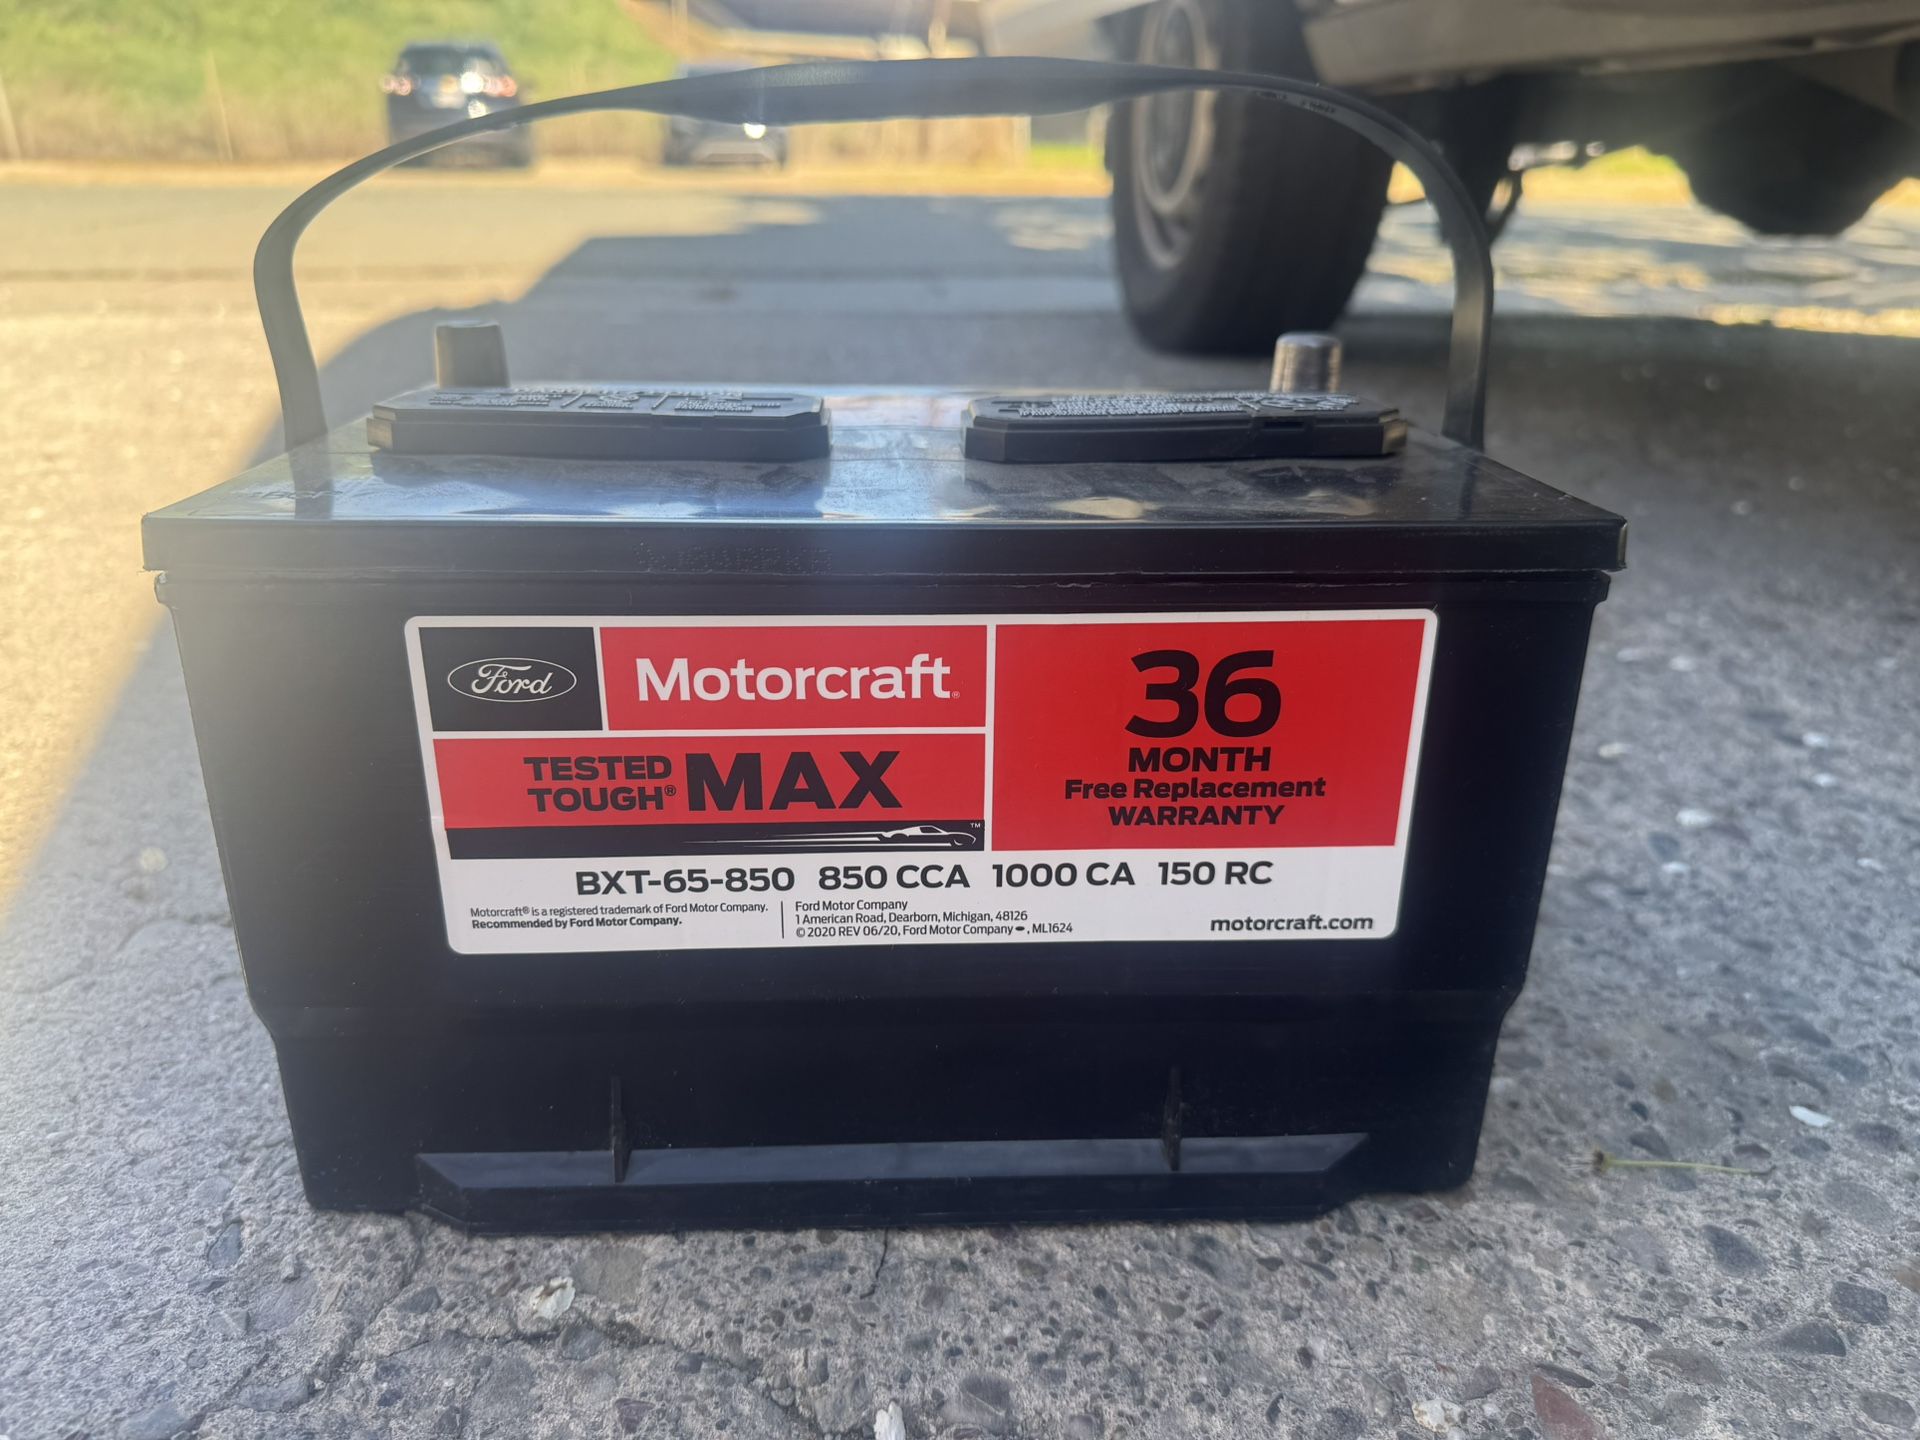 Ford
Motorcraft®
TESTED
TOUGH® MAX
™
36
MONTH
Free Replacement
WARRANTY
BXT-65-850 850 CCA 1000 CA 150 RC
Motorcraft® is a registered trademark of Ford Motor Company.
Recommended by Ford Motor Company.
Ford Motor Company
1 American Road, Dearborn, Michigan, 48126
© 2020 REV 06/20, Ford Motor Company , ML1624
motorcraft.com